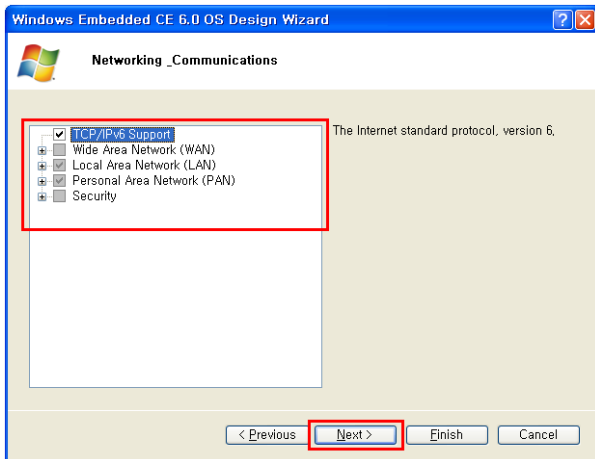 Windows Embedded CE 6.0 OS Design Wizard
Networking _Communications
TCP/IPv6 Support
Wide Area Network (WAN)
Local Area Network (LAN)
Personal Area Network (PAN)
Security
The Internet standard protocol, version 6,
< Previous
Next >
Finish
Cancel